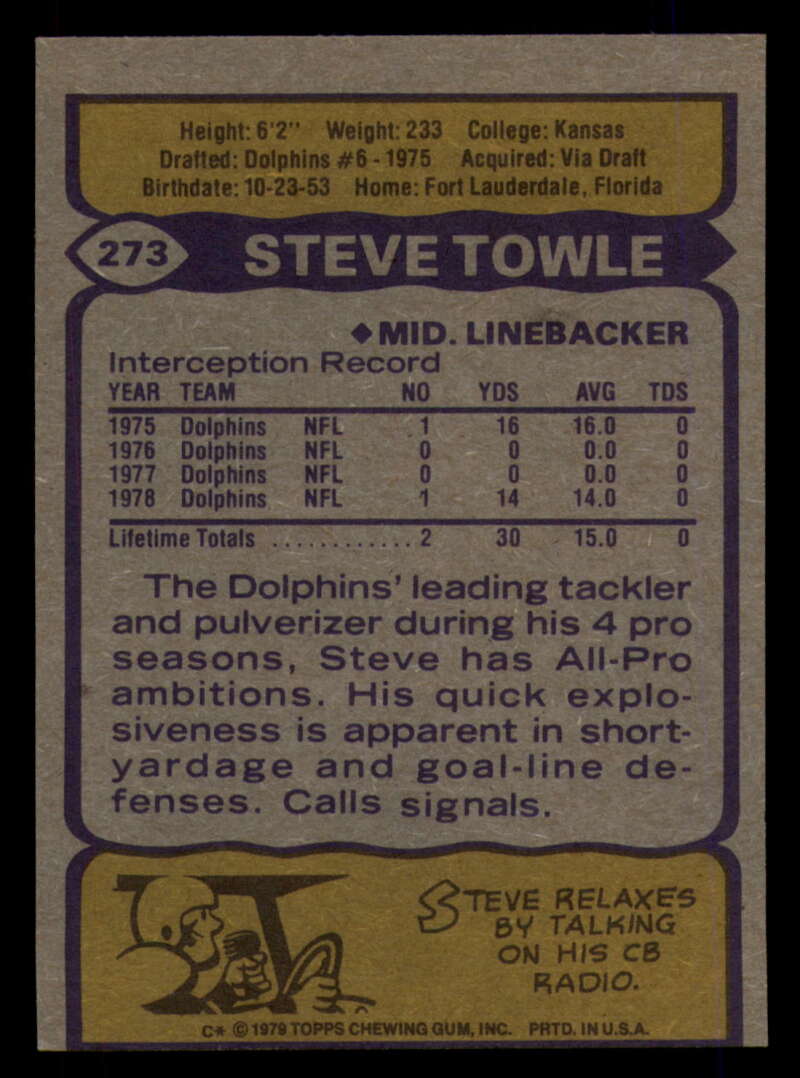 Height: 6'2" Weight: 233 College: Kansas
Drafted: Dolphins #6 - 1975 Acquired: Via Draft
Birthdate: 10-23-53 Home: Fort Lauderdale, Florida
273 STEVE TOWLE
◆MID. LINEBACKER
Interception Record
YEAR TEAM NO YDS AVG TDS
1975 Dolphins NFL 1 16 16.0 0
1976 Dolphins NFL 0 0 0.0 0
1977 Dolphins NFL 0 0 0.0 0
1978 Dolphins NFL 1 14 14.0 0
Lifetime Totals ............ 2 30 15.0 0
The Dolphins' leading tackler
and pulverizer during his 4 pro
seasons, Steve has All-Pro
ambitions. His quick explo-
siveness is apparent in short-
yardage and goal-line de-
fenses. Calls signals.
STEVE RELAXES
BY TALKING
ON HIS CB
RADIO.
C* © 1979 TOPPS CHEWING GUM, INC. PRTD. IN U.S.A.